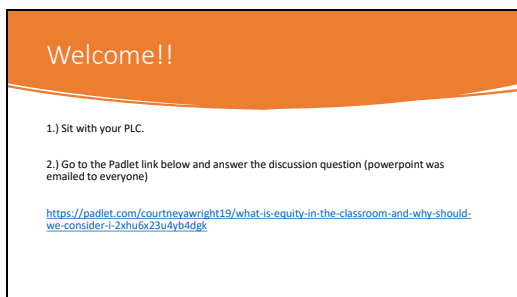 Welcome!!
1.) Sit with your PLC.
2.) Go to the Padlet link below and answer the discussion question (powerpoint was
emailed to everyone)
https://padlet.com/courtneyawright19/what-is-equity-in-the-classroom-and-why-should-
we-consider-i-2xhu6x23u4yb4dgk